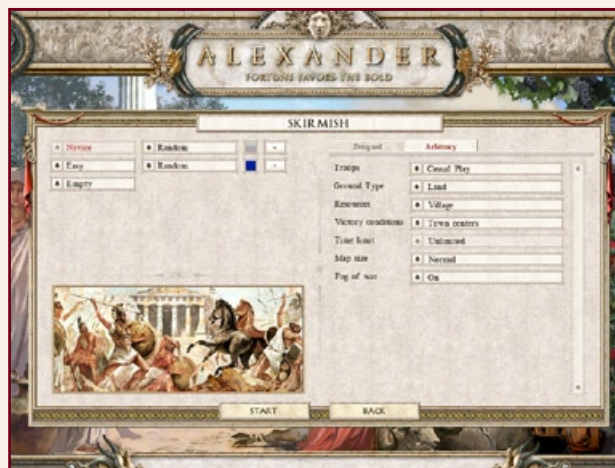 ALEXANDER
FORTUNE FAVORS THE BOLD
SKIRMISH
Novice Random -
Easy Random -
Empty
Designed Arbitrary
Troops Casual Play
Ground Type Land
Resources Village
Victory conditions Town centers
Time limit Unlimited
Map size Normal
Fog of war On
START BACK